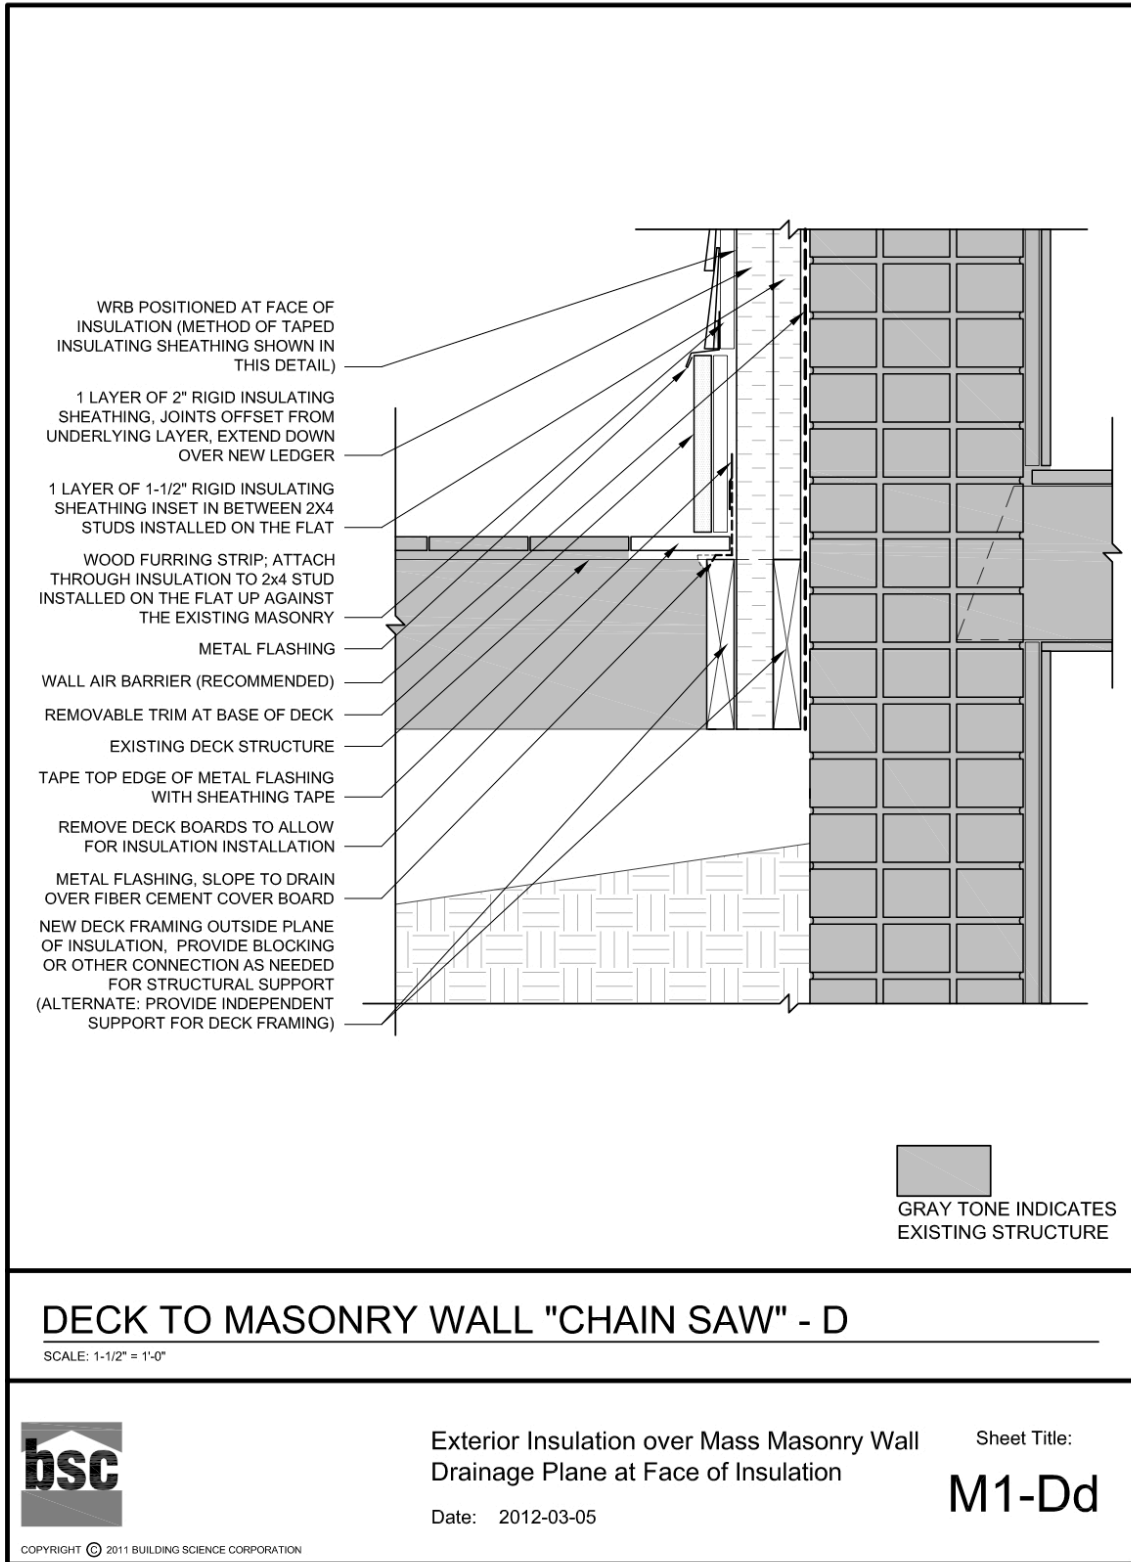 WRB POSITIONED AT FACE OF
INSULATION (METHOD OF TAPED
INSULATING SHEATHING SHOWN IN
THIS DETAIL)
1 LAYER OF 2" RIGID INSULATING
SHEATHING, JOINTS OFFSET FROM
UNDERLYING LAYER, EXTEND DOWN
OVER NEW LEDGER
1 LAYER OF 1-1/2" RIGID INSULATING
SHEATHING INSET IN BETWEEN 2X4
STUDS INSTALLED ON THE FLAT
WOOD FURRING STRIP; ATTACH
THROUGH INSULATION TO 2x4 STUD
INSTALLED ON THE FLAT UP AGAINST
THE EXISTING MASONRY
METAL FLASHING
WALL AIR BARRIER (RECOMMENDED)
REMOVABLE TRIM AT BASE OF DECK
EXISTING DECK STRUCTURE
TAPE TOP EDGE OF METAL FLASHING
WITH SHEATHING TAPE
REMOVE DECK BOARDS TO ALLOW
FOR INSULATION INSTALLATION
METAL FLASHING, SLOPE TO DRAIN
OVER FIBER CEMENT COVER BOARD
NEW DECK FRAMING OUTSIDE PLANE
OF INSULATION, PROVIDE BLOCKING
OR OTHER CONNECTION AS NEEDED
FOR STRUCTURAL SUPPORT
(ALTERNATE: PROVIDE INDEPENDENT
SUPPORT FOR DECK FRAMING)
GRAY TONE INDICATES
EXISTING STRUCTURE
DECK TO MASONRY WALL "CHAIN SAW" - D
SCALE: 1-1/2" = 1'-0"
bsc
COPYRIGHT © 2011 BUILDING SCIENCE CORPORATION
Exterior Insulation over Mass Masonry Wall
Drainage Plane at Face of Insulation
Date: 2012-03-05
Sheet Title:
M1-Dd